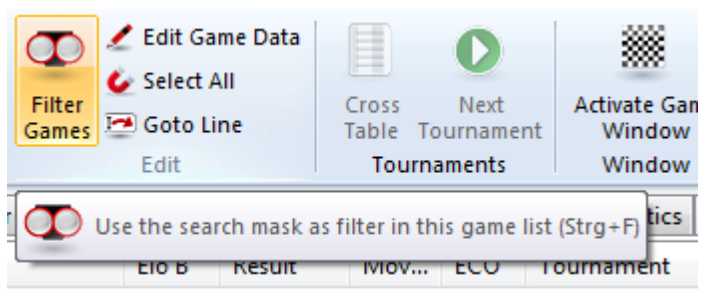 Edit Game Data
Select All
Goto Line
Filter
Games
Edit
Cross
Table
Next
Tournament
Tournaments
Activate Gam
Window
Window
Use the search mask as filter in this game list (Strg+F)
tics
Elo B Result Mov... ECO Tournament